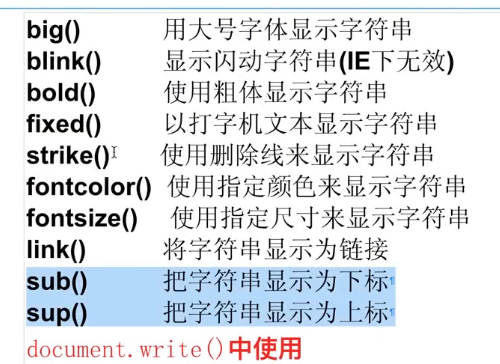 big() 用大号字体显示字符串
blink() 显示闪动字符串(IE下无效)
bold() 使用粗体显示字符串
fixed() 以打字机文本显示字符串
strike() 使用删除线来显示字符串
fontcolor() 使用指定颜色来显示字符串
fontsize() 使用指定尺寸来显示字符串
link() 将字符串显示为链接
sub() 把字符串显示为下标
sup() 把字符串显示为上标
document.write()中使用